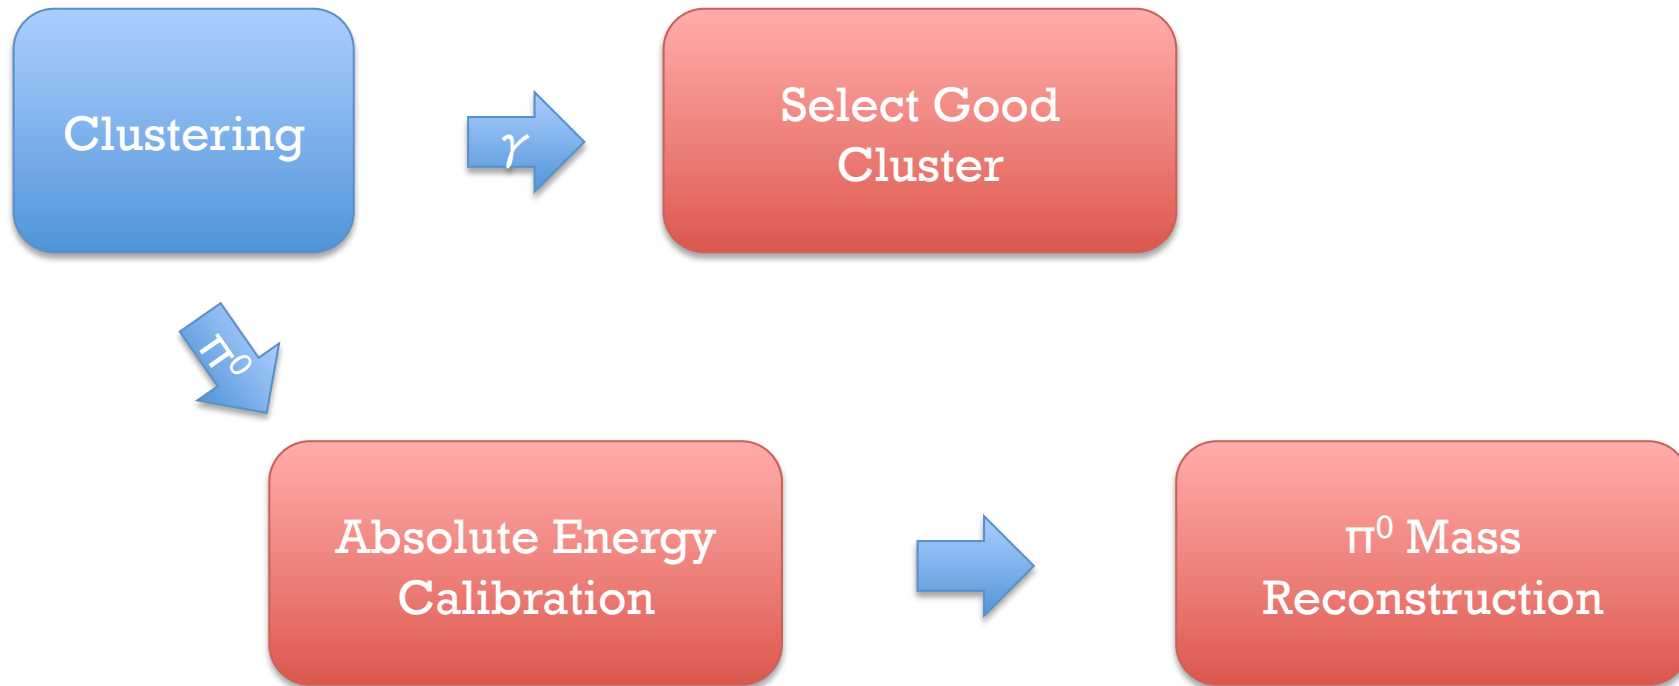 Clustering
γ
Select Good
Cluster
π⁰
Absolute Energy
Calibration
π⁰ Mass
Reconstruction